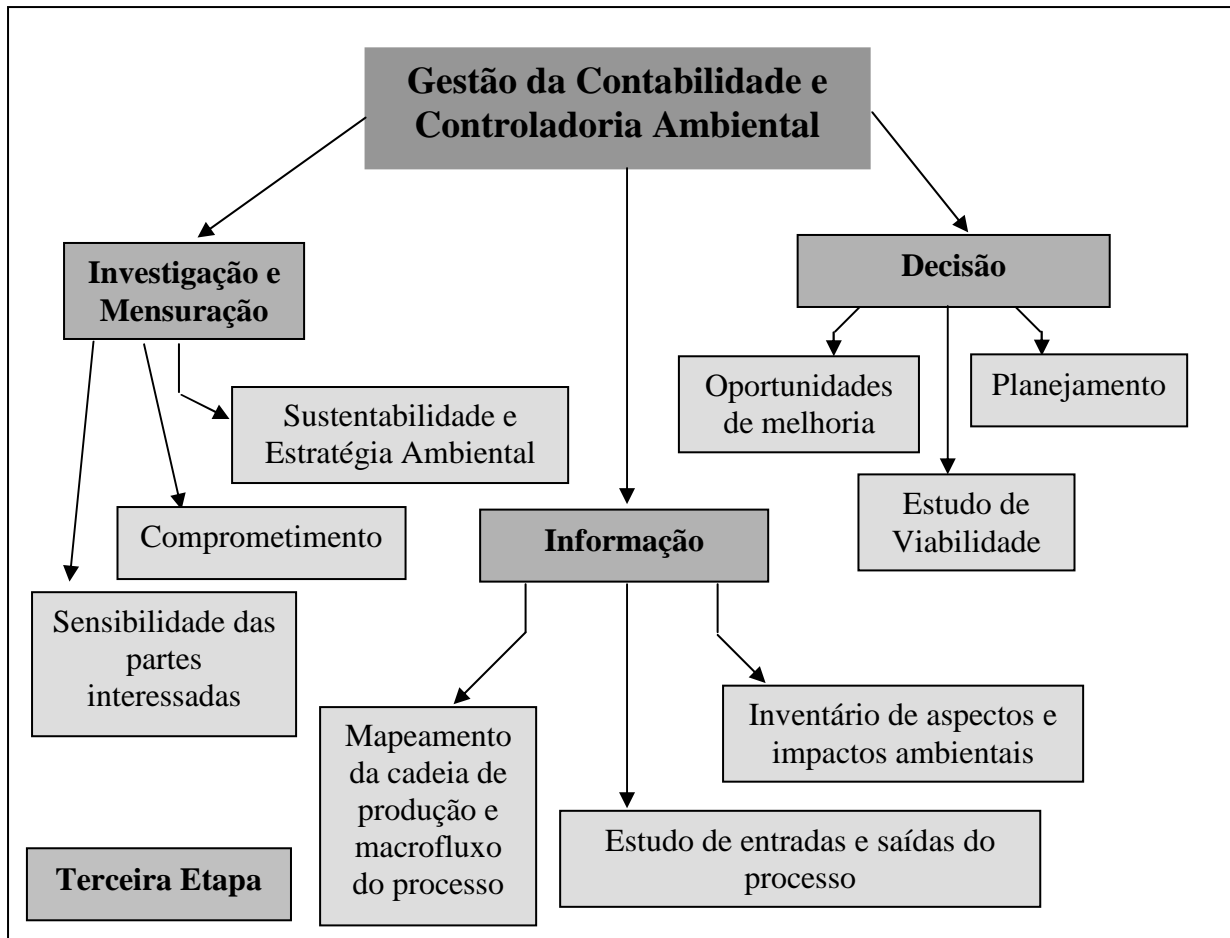 Gestão da Contabilidade e
Controladoria Ambiental
Investigação e
Mensuração
Decisão
Oportunidades
de melhoria
Planejamento
Sustentabilidade e
Estratégia Ambiental
Estudo de
Viabilidade
Comprometimento
Informação
Sensibilidade das
partes
interessadas
Mapeamento
da cadeia de
produção e
macrofluxo
do processo
Inventário de aspectos e
impactos ambientais
Estudo de entradas e saídas do
processo
Terceira Etapa